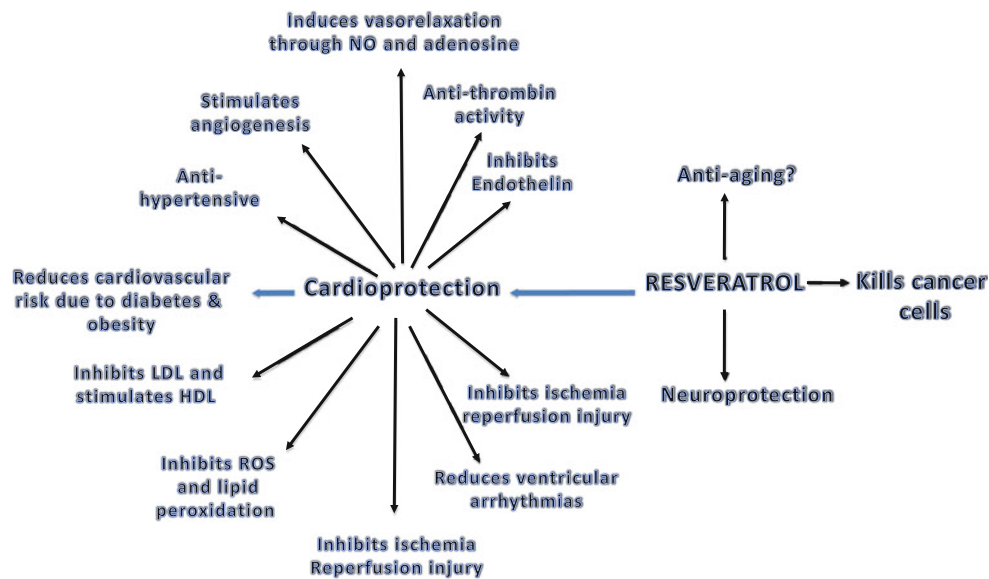 Induces vasorelaxation
through NO and adenosine
Stimulates
angiogenesis
Anti-thrombin
activity
Anti-
hypertensive
Inhibits
Endothelin
Anti-aging?
Reduces cardiovascular
risk due to diabetes &
obesity
Cardioprotection
RESVERATROL
Kills cancer
cells
Inhibits LDL and
stimulates HDL
Inhibits ischemia
reperfusion injury
Neuroprotection
Inhibits ROS
and lipid
peroxidation
Reduces ventricular
arrhythmias
Inhibits ischemia
Reperfusion injury